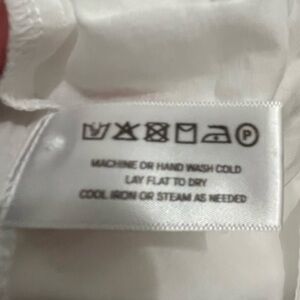 P
MACHINE OR HAND WASH COLD
LAY FLAT TO DRY
COOL IRON OR STEAM AS NEEDED